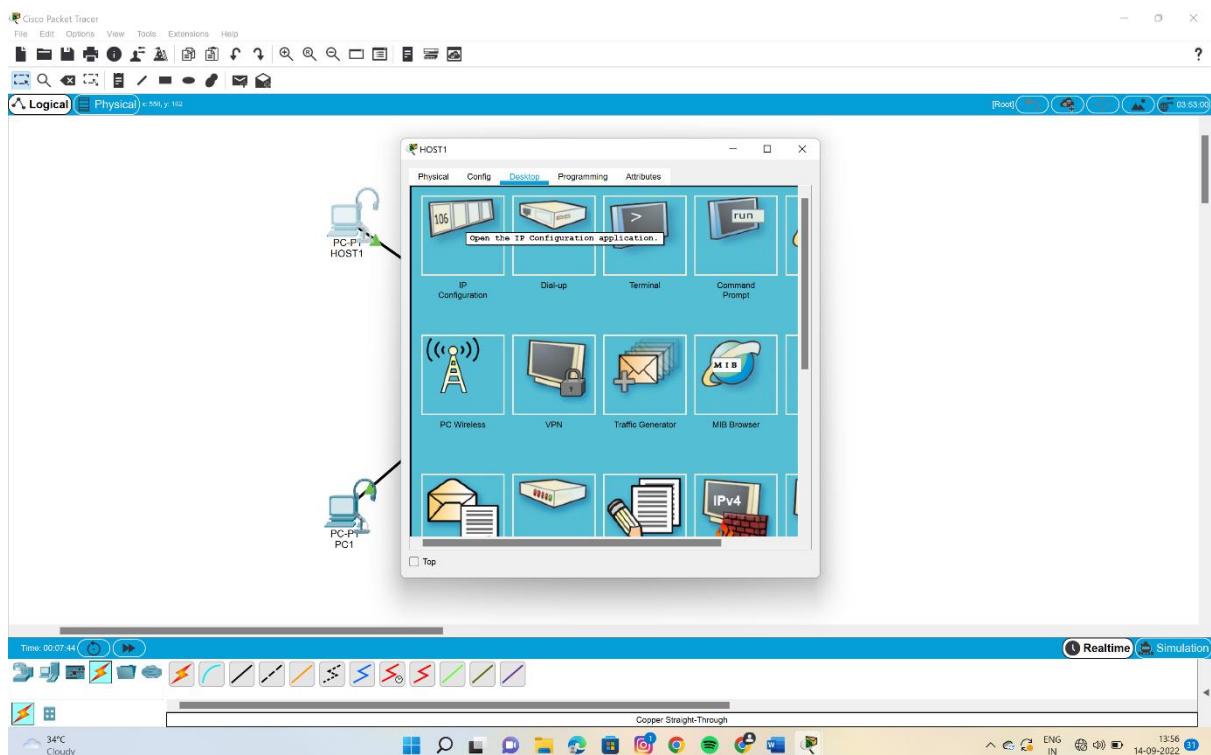 Cisco Packet Tracer
File Edit Options View Tools Extensions Help
?
Logical Physical x: 558, y: 102 [Root] 03:53:00
HOST1
Physical Config Desktop Programming Attributes
106 > run
Open the IP Configuration application.
IP Configuration
Dial-up
Terminal
Command Prompt
MIB
PC Wireless VPN Traffic Generator MIB Browser
IPv4
Top
PC-PT
HOST1
PC-PT
PC1
Time: 00:07:44 Realtime Simulation
Copper Straight-Through
34°C
Cloudy
ENG
IN
13:56
14-09-2022
31